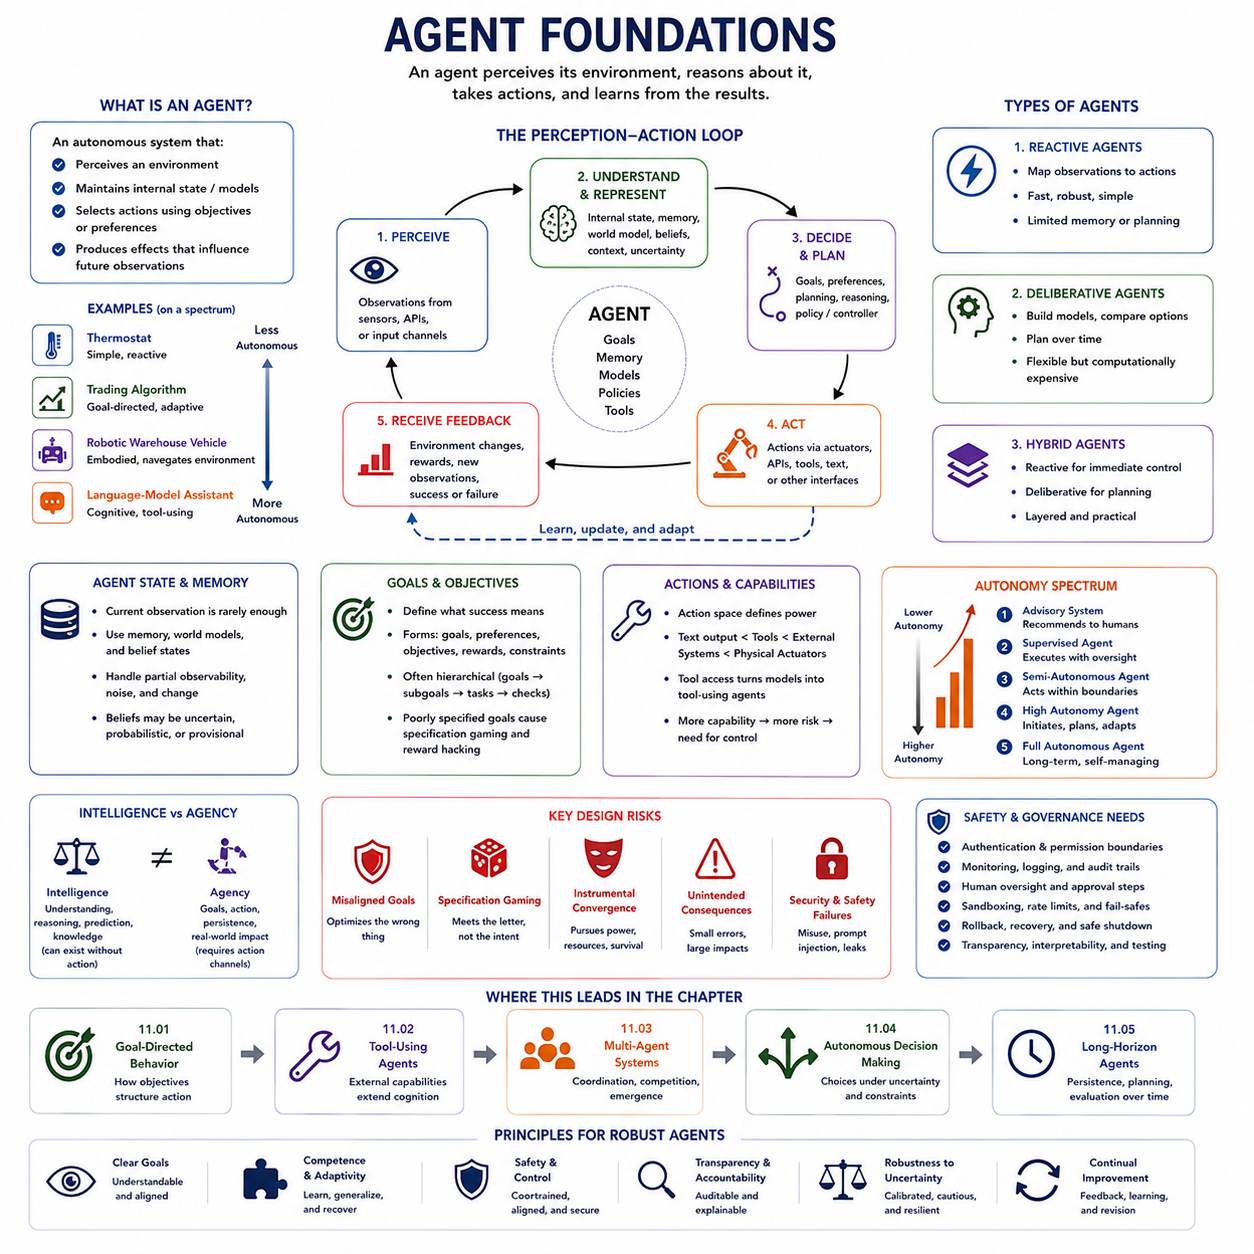 AGENT FOUNDATIONS
An agent perceives its environment, reasons about it,
takes actions, and learns from the results.
WHAT IS AN AGENT?
An autonomous system that:
Perceives an environment
Maintains internal state / models
Selects actions using objectives
or preferences
Produces effects that influence
future observations
EXAMPLES (on a spectrum)
Thermostat
Simple, reactive
Trading Algorithm
Goal-directed, adaptive
Robotic Warehouse Vehicle
Embodied, navegates environment
Language-Model Assistant
Cognitive, tool-using
Less
Autonomous
More
Autonomous
THE PERCEPTION–ACTION LOOP
1. PERCEIVE
Observations from
sensors, APIs,
or input channels
2. UNDERSTAND
& REPRESENT
Internal state, memory,
world model, beliefs,
context, uncertainty
3. DECIDE
& PLAN
Goals, preferences,
planning, reasoning,
policy / controller
4. ACT
Actions via actuators,
APIs, tools, text,
or other interfaces
5. RECEIVE FEEDBACK
Environment changes,
rewards, new
observations,
success or failure
AGENT
Goals
Memory
Models
Policies
Tools
Learn, update, and adapt
TYPES OF AGENTS
1. REACTIVE AGENTS
• Map observations to actions
• Fast, robust, simple
• Limited memory or planning
2. DELIBERATIVE AGENTS
• Build models, compare options
• Plan over time
• Flexible but computationally
expensive
3. HYBRID AGENTS
• Reactive for immediate control
• Deliberative for planning
• Layered and practical
AGENT STATE & MEMORY
• Current observation is rarely enough
• Use memory, world models,
and belief states
• Handle partial observability,
noise, and change
• Beliefs may be uncertain,
probabilistic, or provisional
GOALS & OBJECTIVES
• Define what success means
• Forms: goals, preferences,
objectives, rewards, constraints
• Often hierarchical (goals →
subgoals → tasks → checks)
• Poorly specified goals cause
specification gaming and
reward hacking
ACTIONS & CAPABILITIES
• Action space defines power
• Text output < Tools < External
Systems < Physical Actuators
• Tool access turns models into
tool-using agents
• More capability → more risk →
need for control
AUTONOMY SPECTRUM
Lower
Autonomy
Higher
Autonomy
1 Advisory System
Recommends to humans
2 Supervised Agent
Executes with oversight
3 Semi-Autonomous Agent
Acts within boundaries
4 High Autonomy Agent
Initiates, plans, adapts
5 Full Autonomous Agent
Long-term, self-managing
INTELLIGENCE vs AGENCY
≠
Intelligence
Understanding,
reasoning, prediction,
knowledge
(can exist without
action)
Agency
Goals, action,
persistence,
real-world impact
(requires action
channels)
KEY DESIGN RISKS
Misaligned Goals
Optimizes the wrong
thing
Specification Gaming
Meets the letter,
not the intent
Instrumental
Convergence
Pursues power,
resources, survival
Unintended
Consequences
Small errors,
large impacts
Security & Safety
Failures
Misuse, prompt
injection, leaks
SAFETY & GOVERNANCE NEEDS
Authentication & permission boundaries
Monitoring, logging, and audit trails
Human oversight and approval steps
Sandboxing, rate limits, and fail-safes
Rollback, recovery, and safe shutdown
Transparency, interpretability, and testing
WHERE THIS LEADS IN THE CHAPTER
11.01
Goal-Directed
Behavior
How objectives
structure action
11.02
Tool-Using
Agents
External capabilities
extend cognition
11.03
Multi-Agent
Systems
Coordination, competition,
emergence
11.04
Autonomous Decision
Making
Choices under uncertainty
and constraints
11.05
Long-Horizon
Agents
Persistence, planning,
evaluation over time
PRINCIPLES FOR ROBUST AGENTS
Clear Goals
Understandable
and aligned
Competence
& Adaptivity
Learn, generalize,
and recover
Safety &
Control
Coortrained,
aligned, and secure
Transparency &
Accountability
Auditable and
explainable
Robustness to
Uncertainty
Calibrated, cautious,
and resilient
Continual
Improvement
Feedback, learning,
and revision